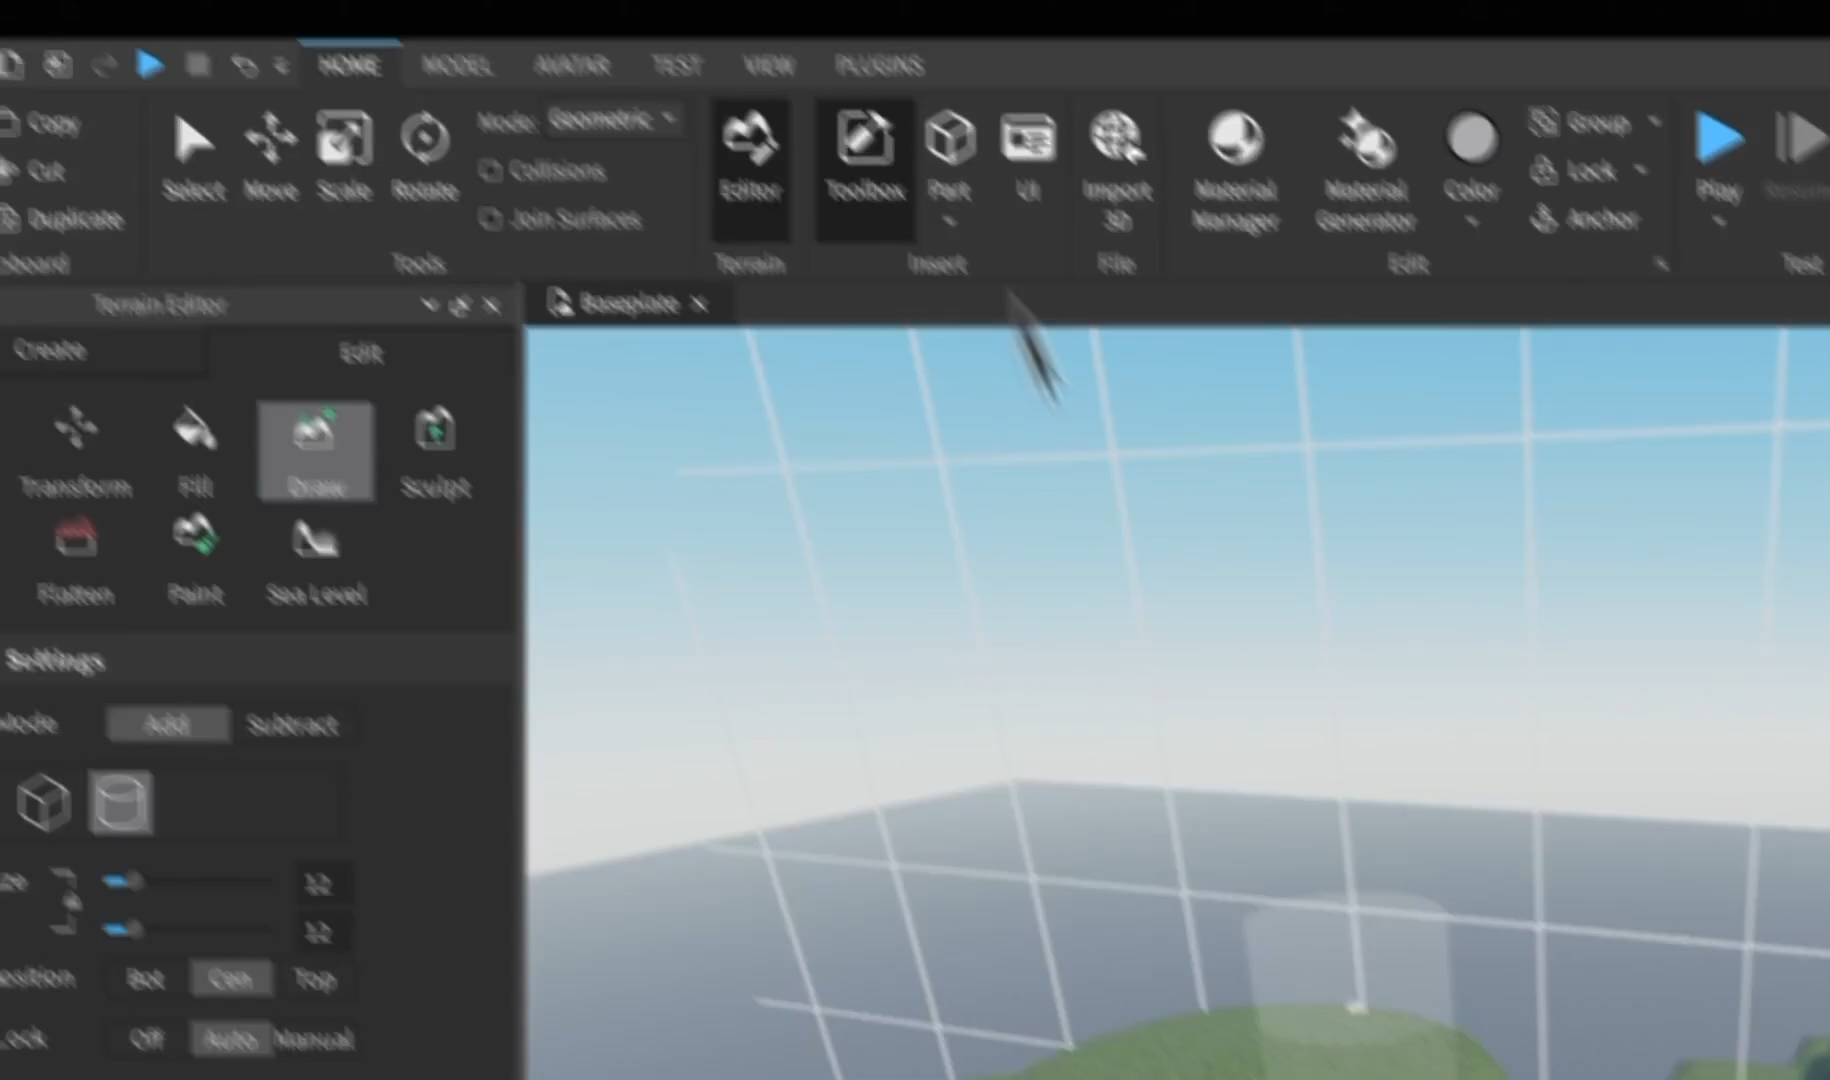 HOME MODEL AVATAR TEST VIEW PLUGINS
Copy
Cut
Duplicate
Select Move Scale Rotate
Mode: Geometric
Collisions
Join Surfaces
Tools
Editor
Terrain
Toolbox Part UI
Insert
Import
3D
File
Material
Manager
Material
Generator
Color
Group
Lock
Anchor
Edit
Play
Test
Terrain Editor
Baseplate
Create Edit
Transform Fill Draw Sculpt
Flatten Paint Sea Level
Settings
Mode Add Subtract
12
12
Bot Cen Top
Lock Off Auto Manual